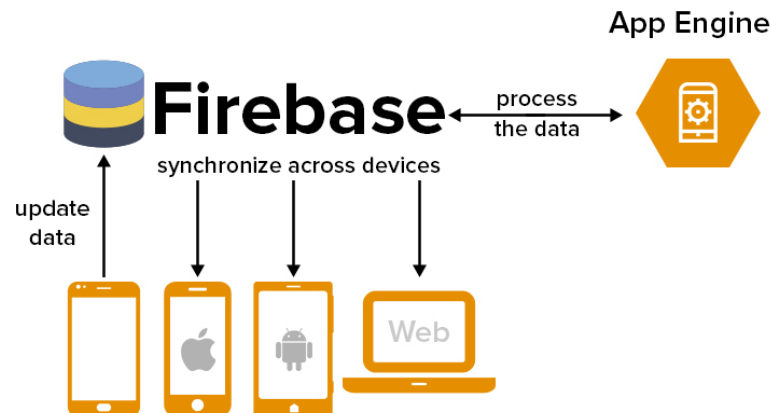 App Engine
Firebase
process
the data
synchronize across devices
update
data
Web